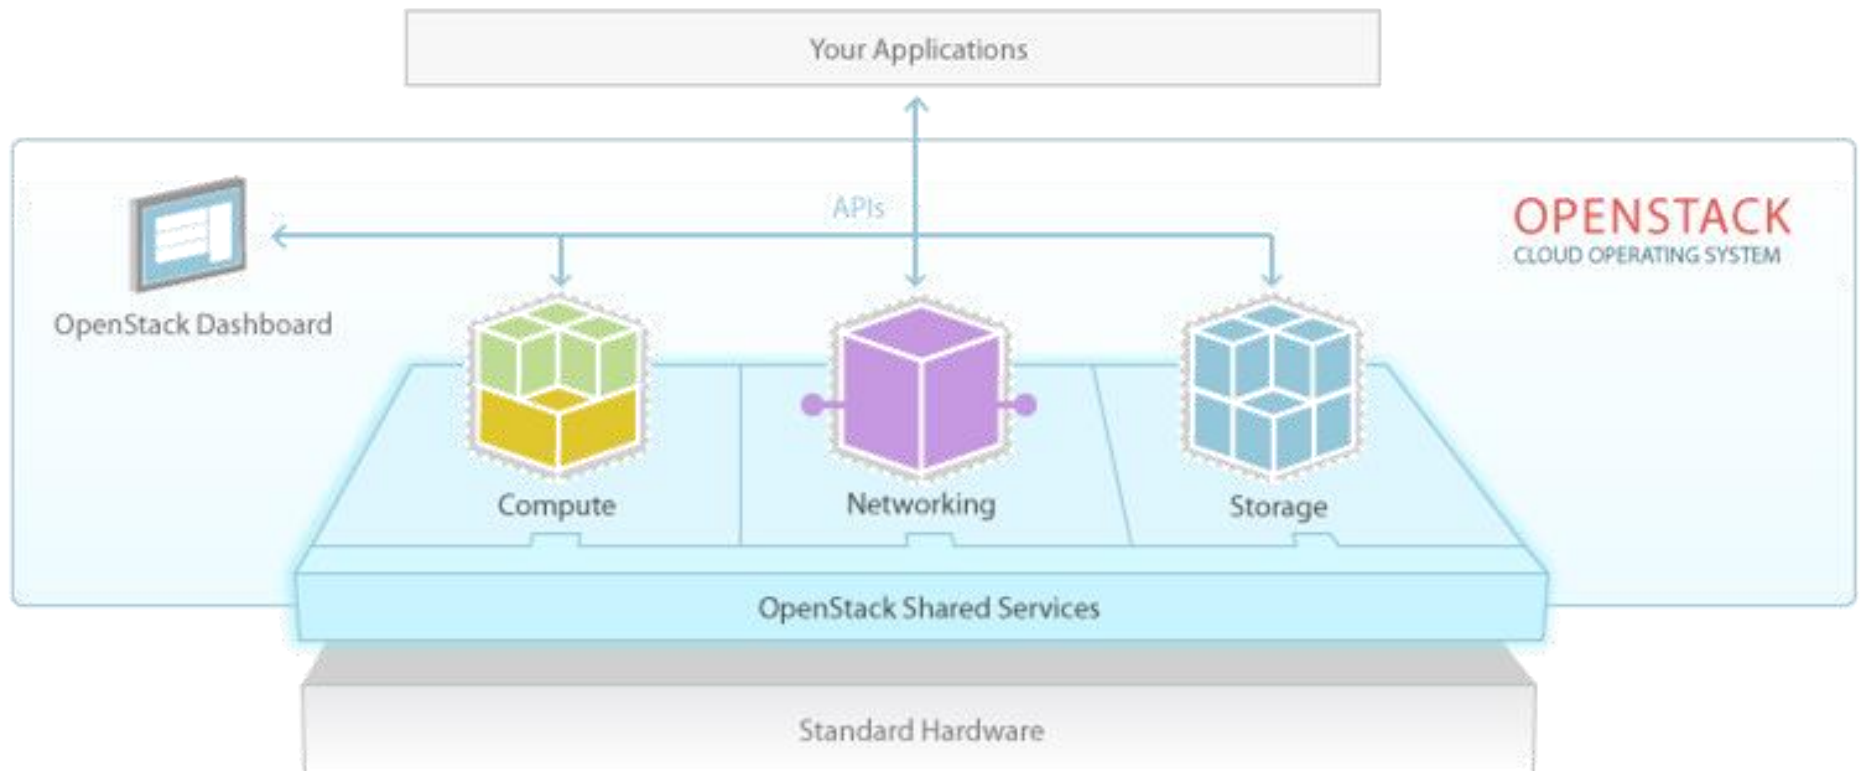 Your Applications
APIs
OPENSTACK
CLOUD OPERATING SYSTEM
OpenStack Dashboard
Compute
Networking
Storage
OpenStack Shared Services
Standard Hardware